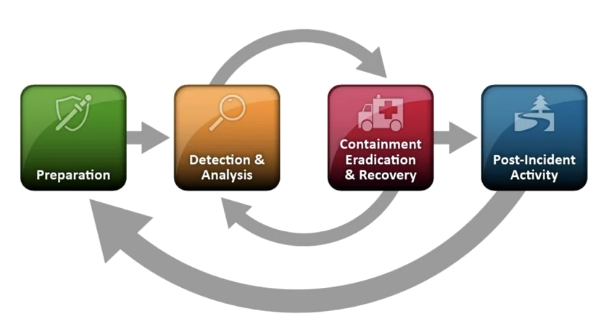 Preparation
Detection &
Analysis
Containment
Eradication
& Recovery
Post-Incident
Activity